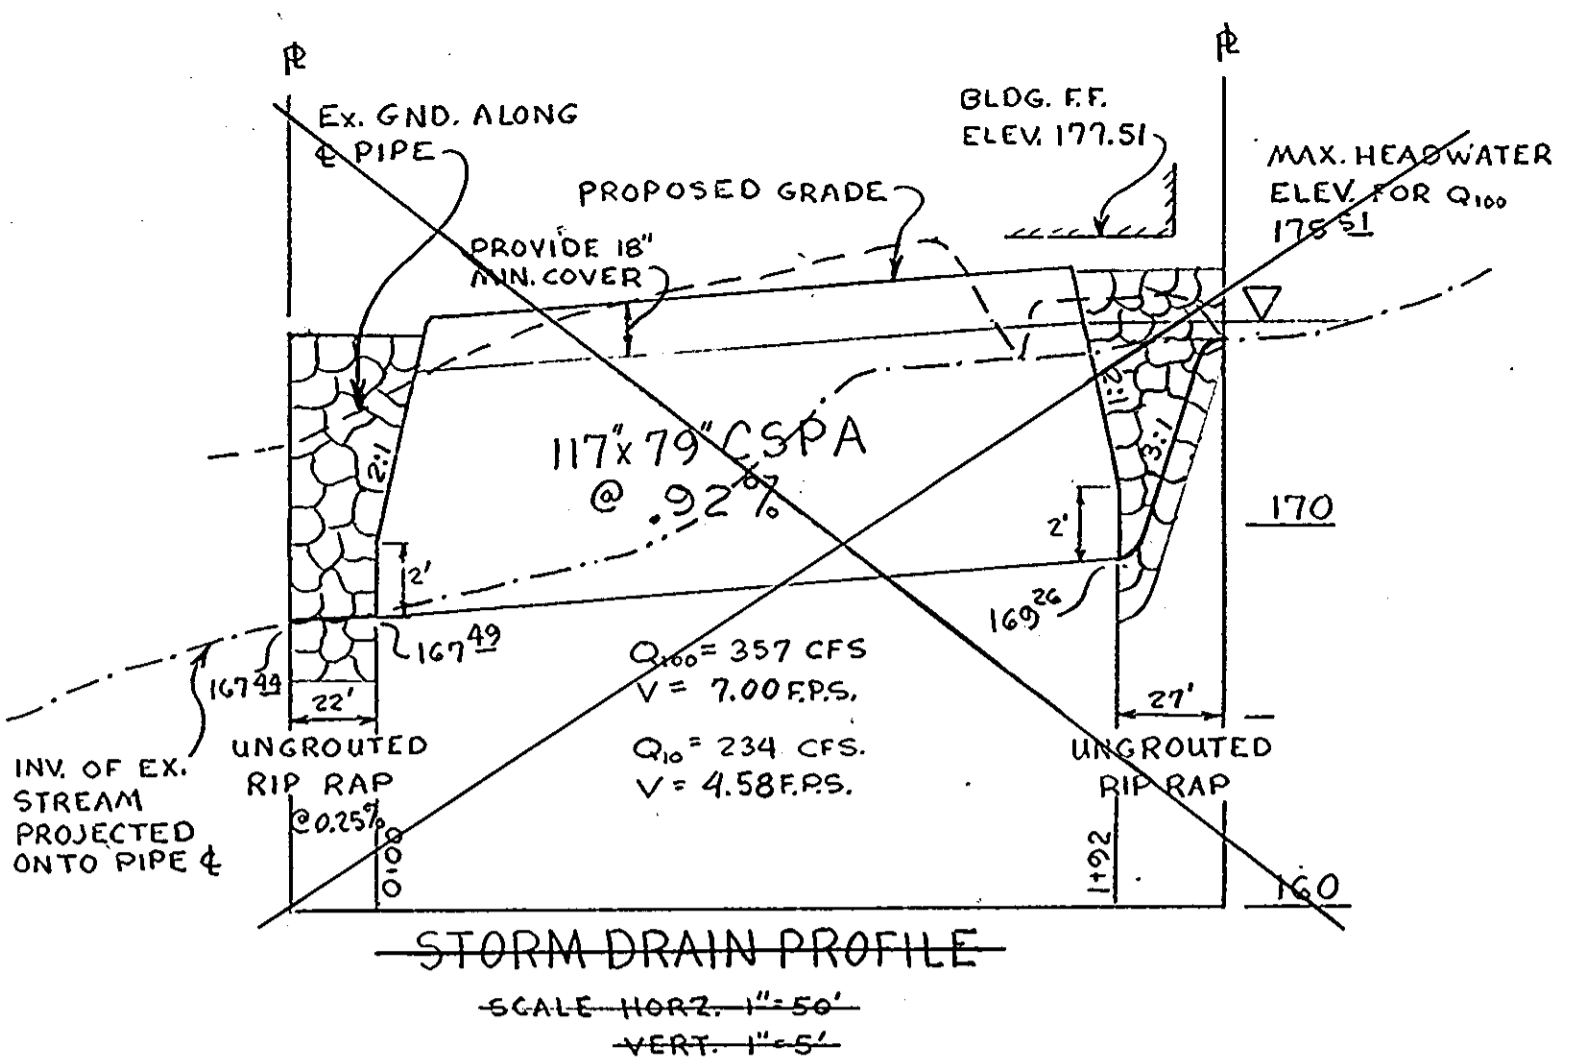 ℄
℄
EX. GND. ALONG
℄ PIPE
BLDG. F.F.
ELEV. 177.51
MAX. HEADWATER
ELEV. FOR Q100
175 51
PROPOSED GRADE
PROVIDE 18"
MIN. COVER
117"x 79" CSPA
@ .92%
2:1
1:2
3:1
2'
2'
170
169 26
167 49
167 44
Q100 = 357 CFS
V = 7.00 F.P.S.
Q10 = 234 CFS.
V = 4.58 F.P.S.
22'
27'
UNGROUTED
RIP RAP
@ 0.25%
UNGROUTED
RIP RAP
INV. OF EX.
STREAM
PROJECTED
ONTO PIPE ℄
0+00
1+92
160
STORM DRAIN PROFILE
SCALE HORZ. 1"=50'
VERT. 1"=5'